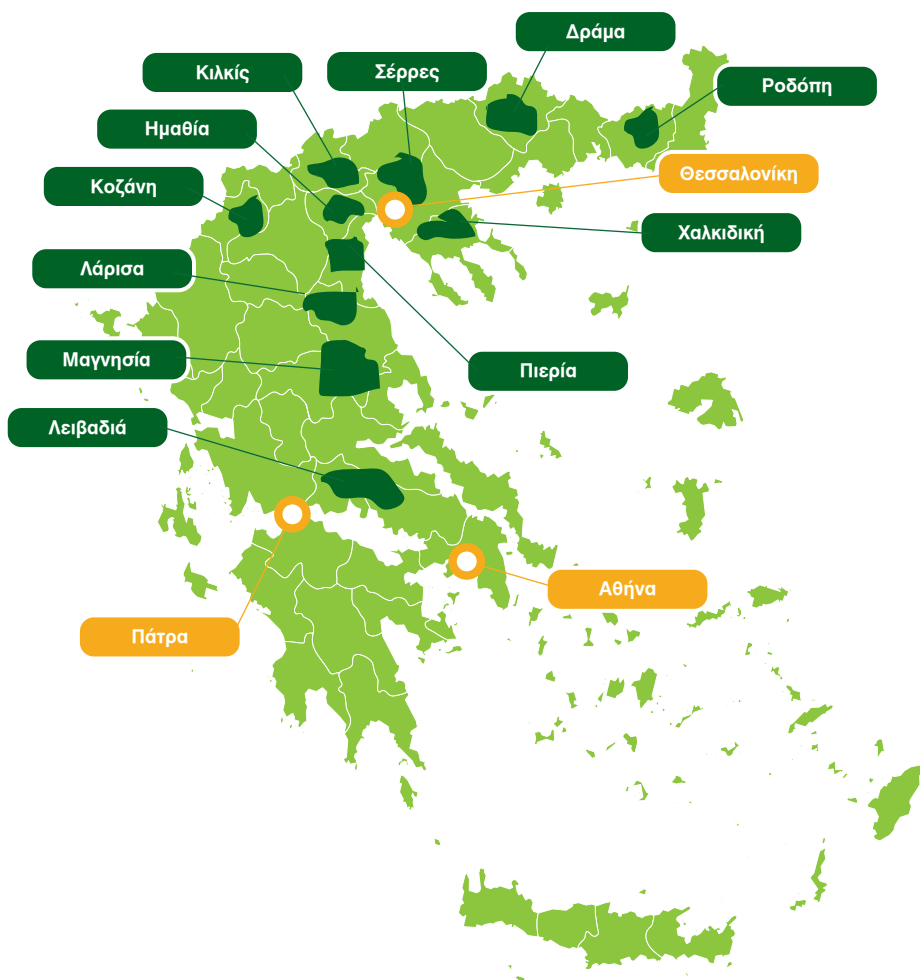 Δράμα
Κιλκίς
Σέρρες
Ροδόπη
Ημαθία
Θεσσαλονίκη
Κοζάνη
Χαλκιδική
Λάρισα
Μαγνησία
Πιερία
Λειβαδιά
Αθήνα
Πάτρα